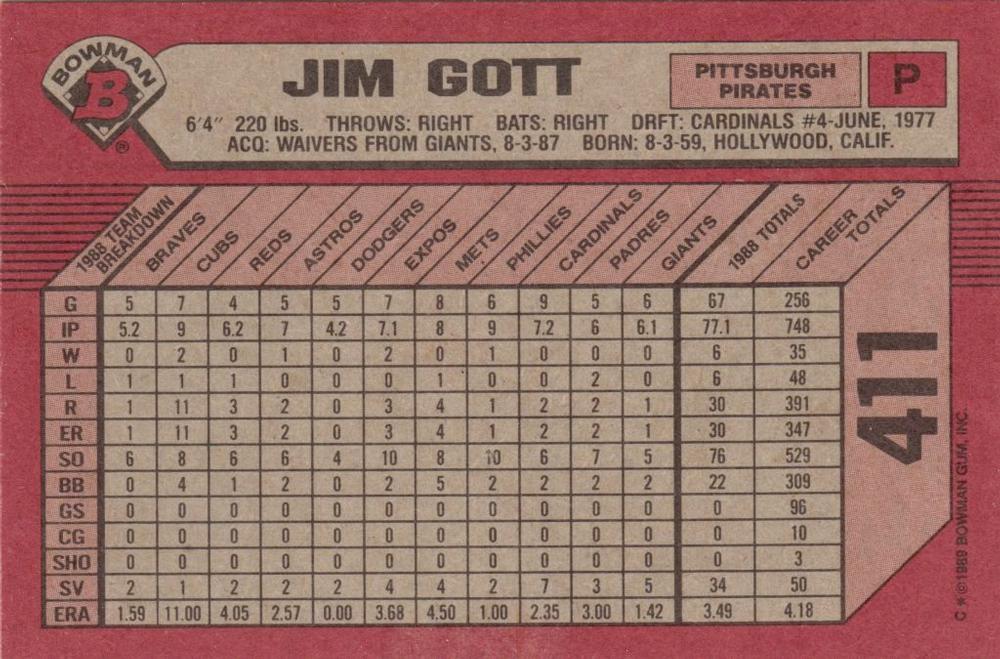 BOWMAN
B
®
JIM GOTT
PITTSBURGH
PIRATES
P
6'4" 220 lbs. THROWS: RIGHT BATS: RIGHT DRFT: CARDINALS #4-JUNE, 1977
ACQ: WAIVERS FROM GIANTS, 8-3-87 BORN: 8-3-59, HOLLYWOOD, CALIF.
1988 TEAM BREAKDOWN BRAVES CUBS REDS ASTROS DODGERS EXPOS METS PHILLIES CARDINALS PADRES GIANTS 1988 TOTALS CAREER TOTALS
G 5 7 4 5 5 7 8 6 9 5 6 67 256
IP 5.2 9 6.2 7 4.2 7.1 8 9 7.2 6 6.1 77.1 748
W 0 2 0 1 0 2 0 1 0 0 0 6 35
L 1 1 1 0 0 0 1 0 0 2 0 6 48
R 1 11 3 2 0 3 4 1 2 2 1 30 391
ER 1 11 3 2 0 3 4 1 2 2 1 30 347
SO 6 8 6 6 4 10 8 10 6 7 5 76 529
BB 0 4 1 2 0 2 5 2 2 2 2 22 309
GS 0 0 0 0 0 0 0 0 0 0 0 0 96
CG 0 0 0 0 0 0 0 0 0 0 0 0 10
SHO 0 0 0 0 0 0 0 0 0 0 0 0 3
SV 2 1 2 2 2 4 4 2 7 3 5 34 50
ERA 1.59 11.00 4.05 2.57 0.00 3.68 4.50 1.00 2.35 3.00 1.42 3.49 4.18
411
C * © 1989 BOWMAN GUM, INC.